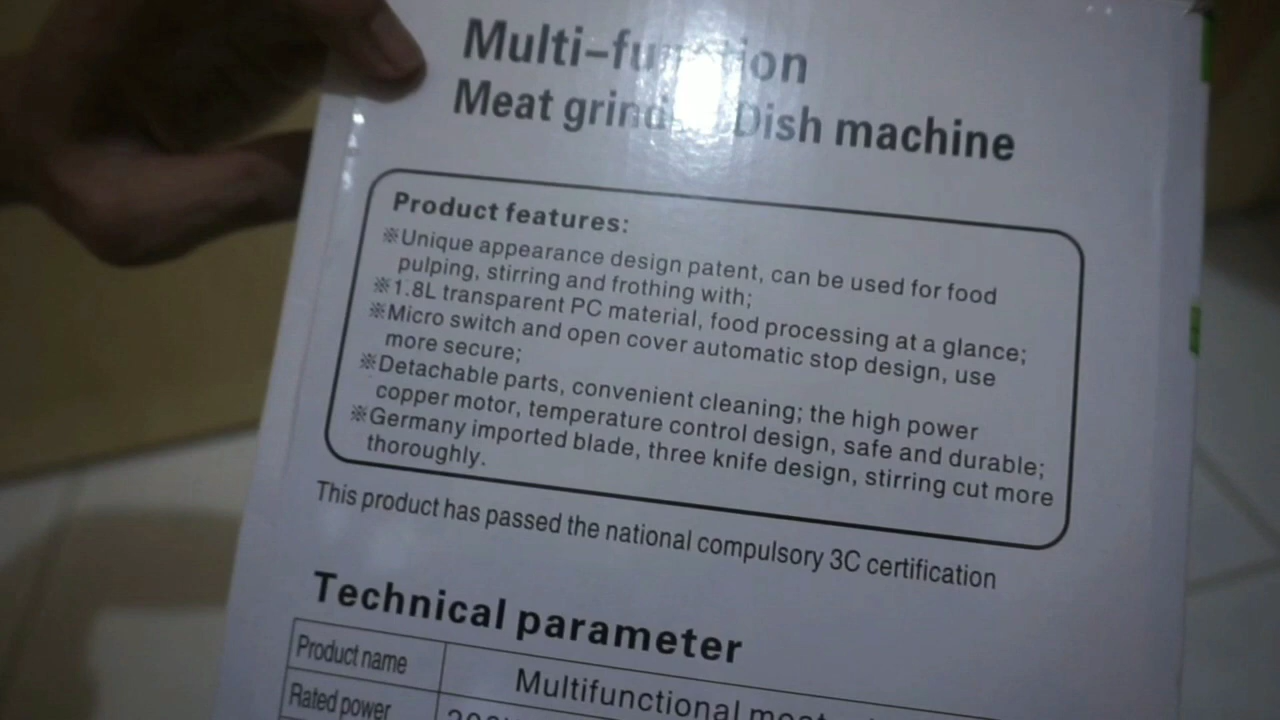 Multi-function
Meat grind Dish machine
Product features:
※Unique appearance design patent, can be used for food
pulping, stirring and frothing with;
※1.8L transparent PC material, food processing at a glance;
※Micro switch and open cover automatic stop design, use
more secure;
※Detachable parts, convenient cleaning; the high power
copper motor, temperature control design, safe and durable;
※Germany imported blade, three knife design, stirring cut more
thoroughly.
This product has passed the national compulsory 3C certification
Technical parameter
Product name
Multifunctional
Rated power